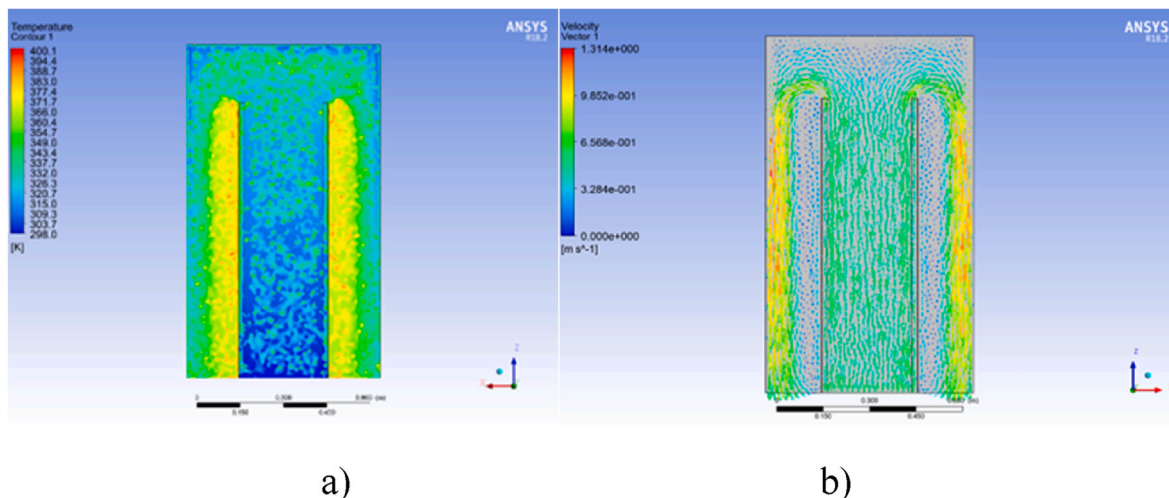 Temperature
Contour 1
400.1
394.4
388.7
383.0
377.4
371.7
366.0
360.4
354.7
349.0
343.4
337.7
332.0
326.3
320.7
315.0
309.3
303.7
298.0
[K]
ANSYS
R18.2
X
Z
0
0.300
(m)
0.150
0.450
Velocity
Vector 1
1.314e+000
9.852e-001
6.568e-001
3.284e-001
0.000e+000
[m s^-1]
ANSYS
R18.2
Z
0.300
(m)
0.150
0.450
a)
b)